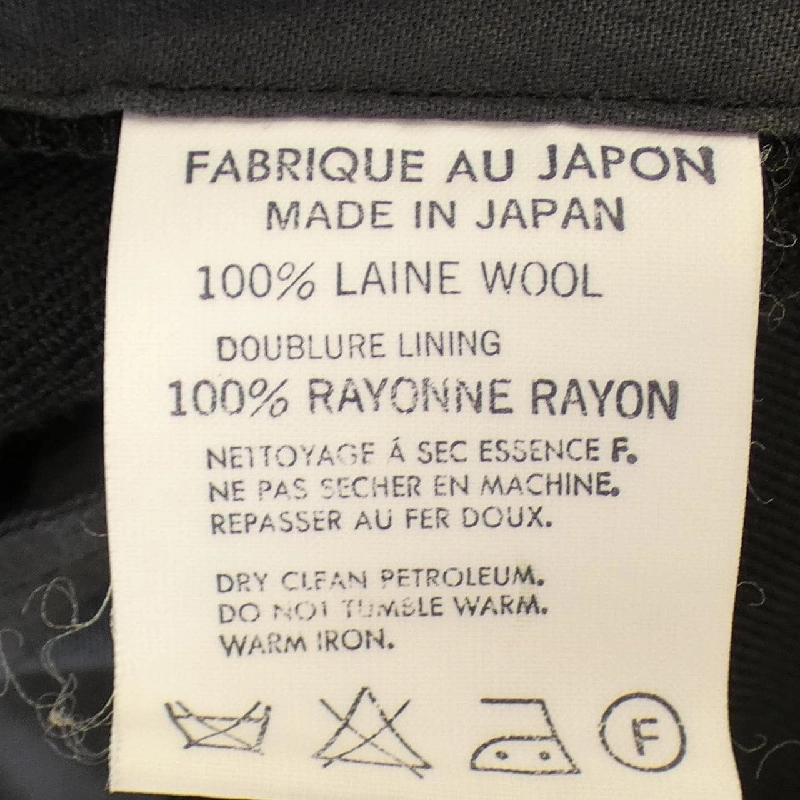 FABRIQUE AU JAPON
MADE IN JAPAN
100% LAINE WOOL
DOUBLURE LINING
100% RAYONNE RAYON
NETTOYAGE Á SEC ESSENCE F.
NE PAS SECHER EN MACHINE.
REPASSER AU FER DOUX.
DRY CLEAN PETROLEUM.
DO NOT TUMBLE WARM.
WARM IRON.
F